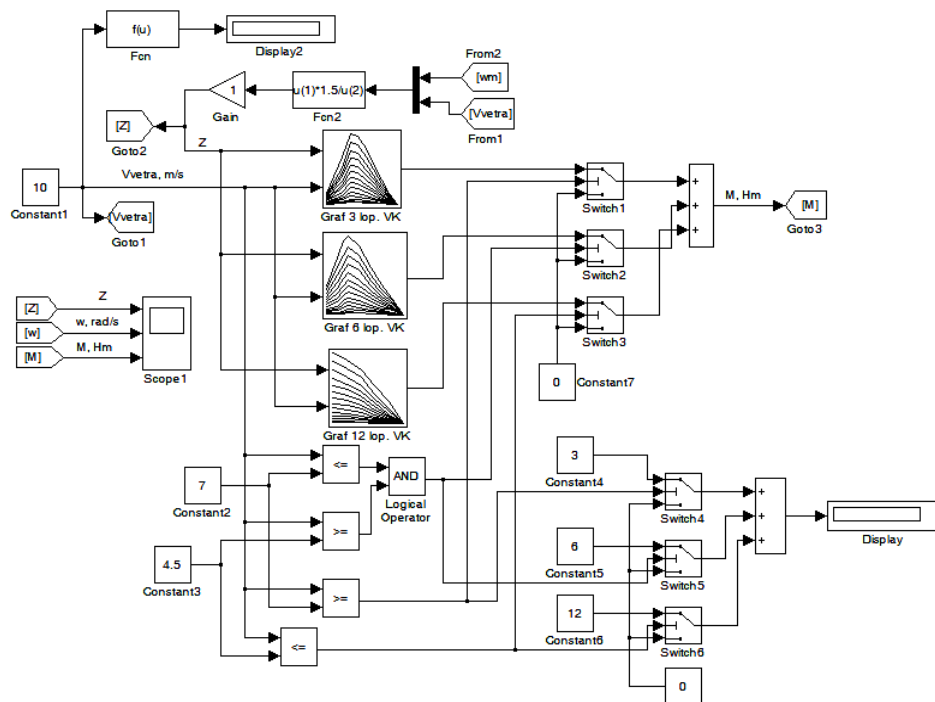 f(u)
Fcn
Display2
From2
[wm]
1
Gain
u(1)*1.5/u(2)
Fcn2
[Vvetra]
From1
[Z]
Goto2
Z
Vvetra, m/s
10
Constant1
[Vvetra]
Goto1
Graf 3 lop. VK
Switch1
+
+
+
M, Hm
[M]
Goto3
Graf 6 lop. VK
Switch2
Switch3
[Z]
Z
[w]
w, rad/s
[M]
M, Hm
Scope1
Graf 12 lop. VK
0
Constant7
7
Constant2
<=
AND
Logical
Operator
>=
4.5
Constant3
>=
<=
3
Constant4
Switch4
+
+
+
Display
6
Constant5
Switch5
12
Constant6
Switch6
0